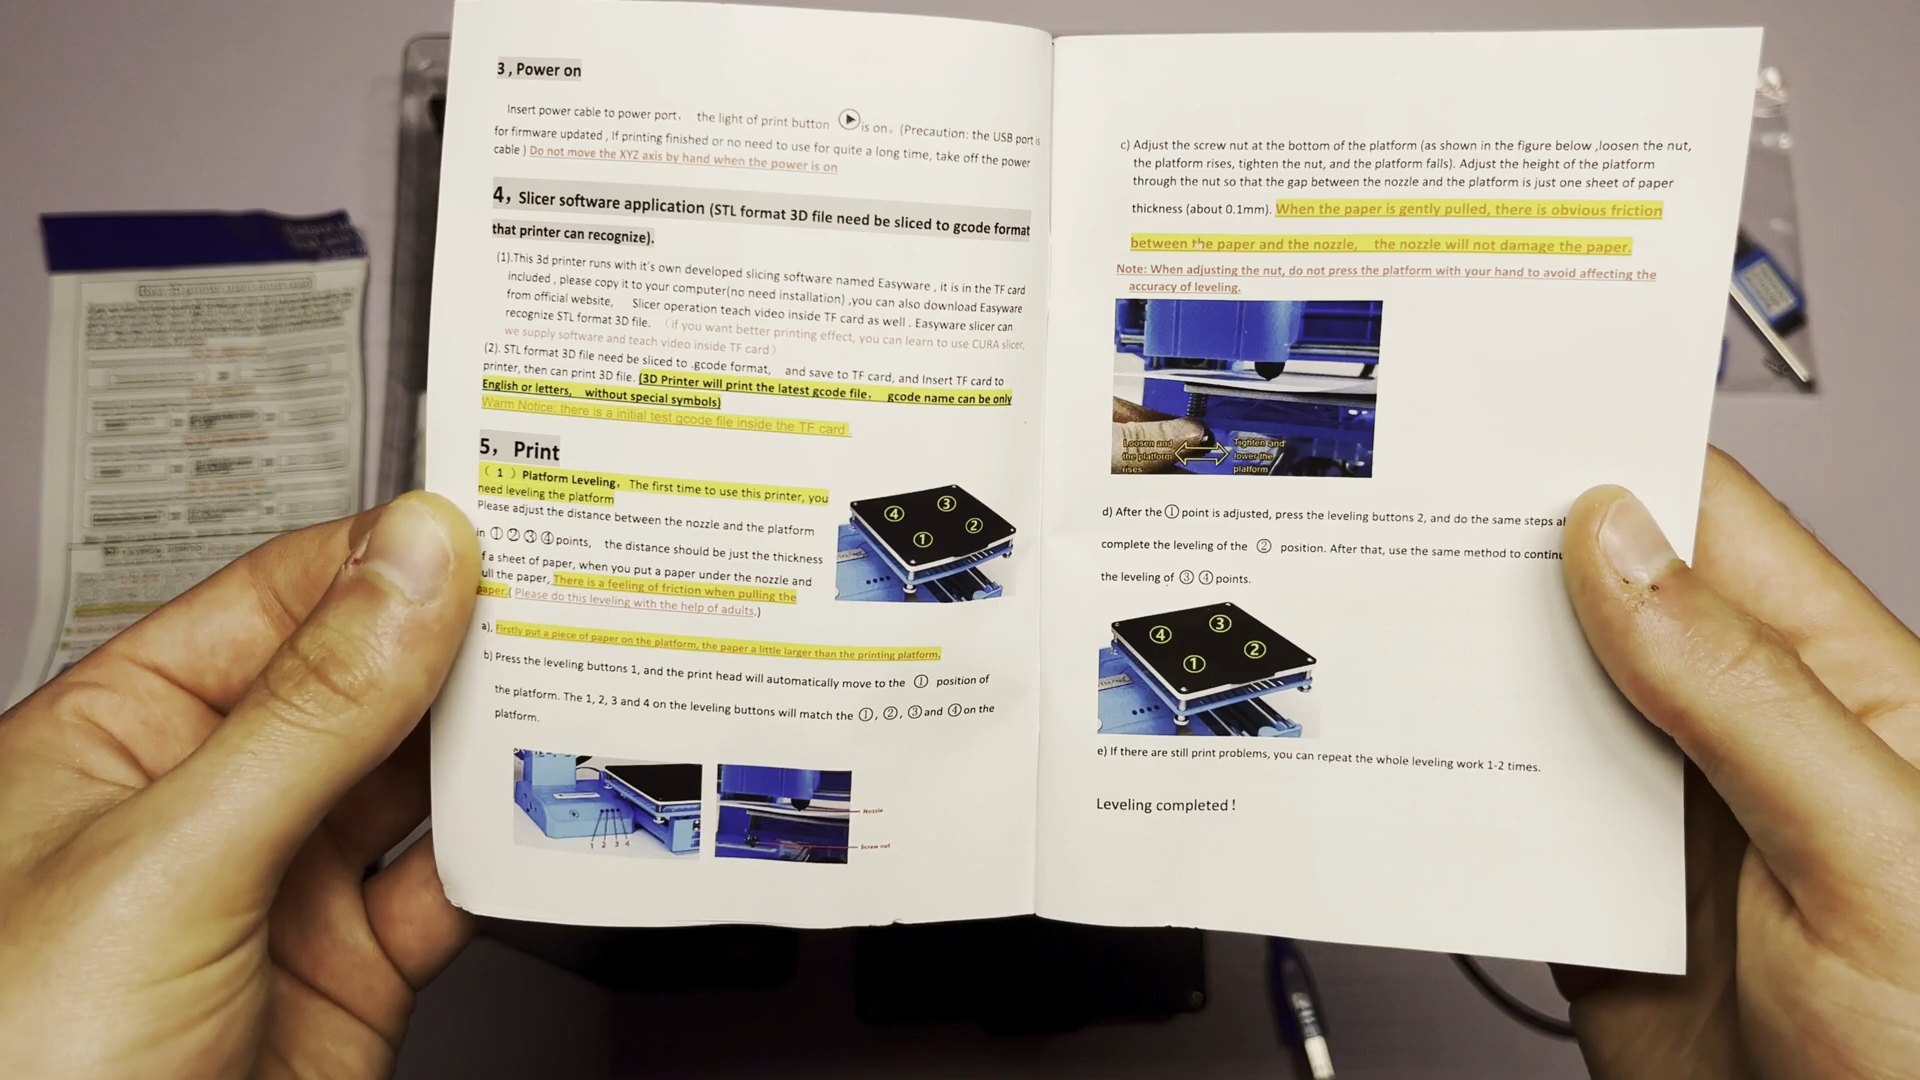 3 , Power on
Insert power cable to power port， the light of print button is on。(Precaution: the USB port is
for firmware updated , If printing finished or no need to use for quite a long time, take off the power
cable ) Do not move the XYZ axis by hand when the power is on
4，Slicer software application (STL format 3D file need be sliced to gcode format
that printer can recognize).
(1).This 3d printer runs with it's own developed slicing software named Easyware , it is in the TF card
included , please copy it to your computer(no need installation) ,you can also download Easyware
from official website, Slicer operation teach video inside TF card as well . Easyware slicer can
recognize STL format 3D file. （if you want better printing effect, you can learn to use CURA slicer,
we supply software and teach video inside TF card）
(2). STL format 3D file need be sliced to .gcode format, and save to TF card, and Insert TF card to
printer, then can print 3D file. (3D Printer will print the latest gcode file， gcode name can be only
English or letters, without special symbols)
Warm Notice: there is a initial test gcode file inside the TF card
5，Print
（ 1 ）Platform Leveling，The first time to use this printer, you
need leveling the platform
Please adjust the distance between the nozzle and the platform
in ① ② ③ ④ points, the distance should be just the thickness
f a sheet of paper, when you put a paper under the nozzle and
ull the paper, There is a feeling of friction when pulling the
paper.( Please do this leveling with the help of adults.)
④ ③ ② ①
a). Firstly put a piece of paper on the platform, the paper a little larger than the printing platform.
b) Press the leveling buttons 1, and the print head will automatically move to the ① position of
the platform. The 1, 2, 3 and 4 on the leveling buttons will match the ①, ②, ③ and ④ on the
platform.
1 2 3 4
Nozzle
Screw nut
c) Adjust the screw nut at the bottom of the platform (as shown in the figure below ,loosen the nut,
the platform rises, tighten the nut, and the platform falls). Adjust the height of the platform
through the nut so that the gap between the nozzle and the platform is just one sheet of paper
thickness (about 0.1mm). When the paper is gently pulled, there is obvious friction
between the paper and the nozzle, the nozzle will not damage the paper.
Note: When adjusting the nut, do not press the platform with your hand to avoid affecting the
accuracy of leveling.
Loosen and
the platform
rises
Tighten and
lower the
platform
d) After the ① point is adjusted, press the leveling buttons 2, and do the same steps
complete the leveling of the ② position. After that, use the same method to continu
the leveling of ③ ④ points.
④ ③ ② ①
e) If there are still print problems, you can repeat the whole leveling work 1-2 times.
Leveling completed !